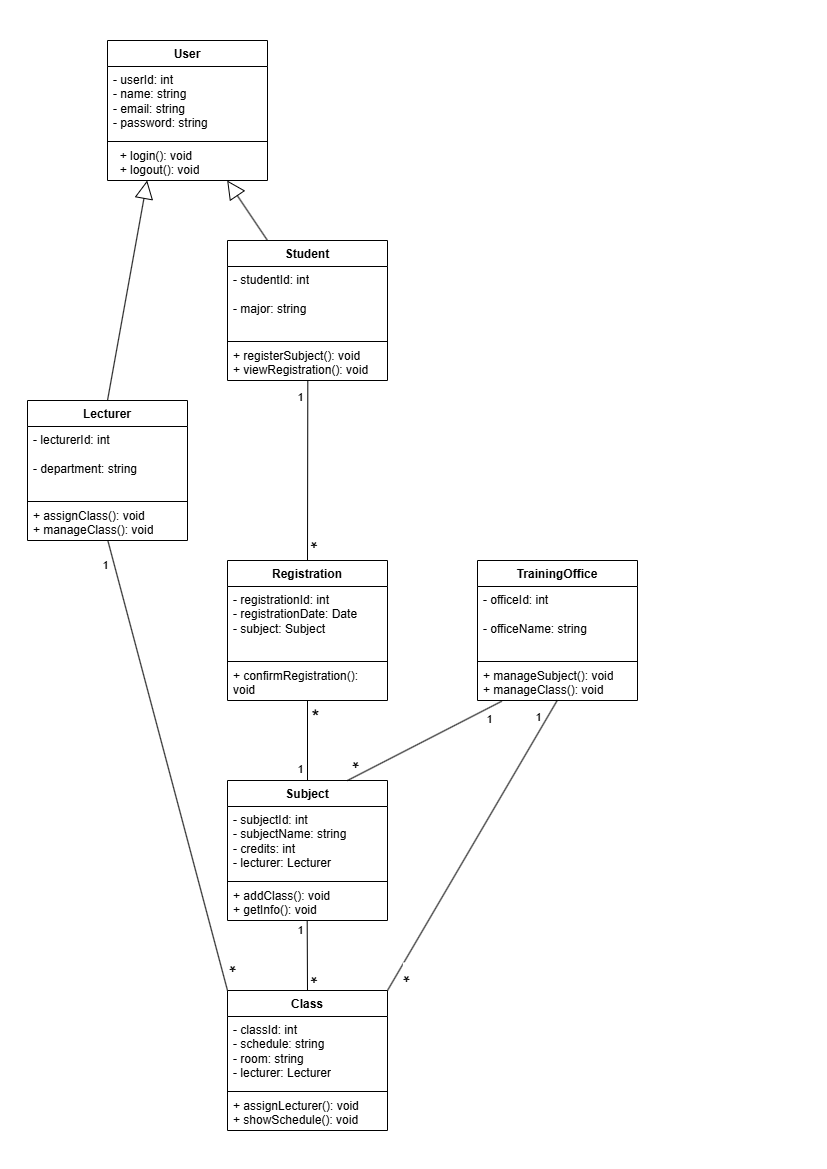 User
- userId: int
- name: string
- email: string
- password: string
+ login(): void
+ logout(): void
Student
- studentId: int
- major: string
+ registerSubject(): void
+ viewRegistration(): void
1
*
Lecturer
- lecturerId: int
- department: string
+ assignClass(): void
+ manageClass(): void
1
*
Registration
- registrationId: int
- registrationDate: Date
- subject: Subject
+ confirmRegistration():
void
*
1
TrainingOffice
- officeId: int
- officeName: string
+ manageSubject(): void
+ manageClass(): void
1
1
*
*
Subject
- subjectId: int
- subjectName: string
- credits: int
- lecturer: Lecturer
+ addClass(): void
+ getInfo(): void
1
*
Class
- classId: int
- schedule: string
- room: string
- lecturer: Lecturer
+ assignLecturer(): void
+ showSchedule(): void